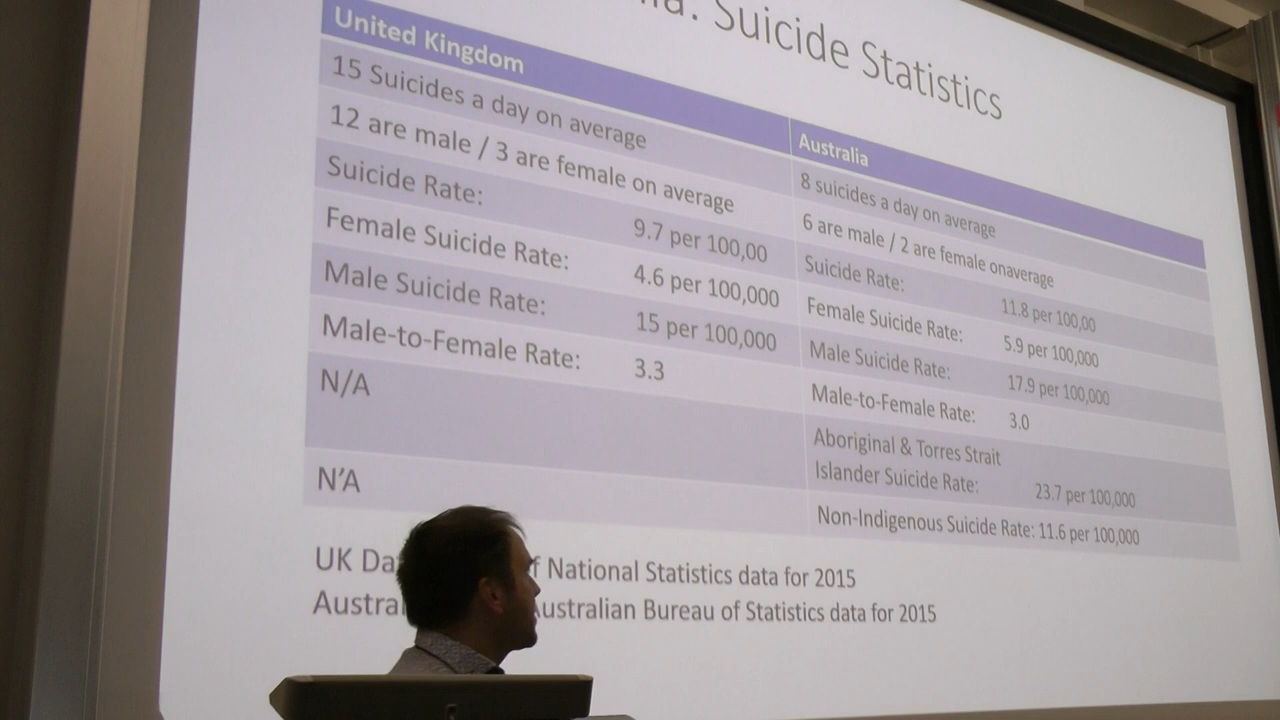 Suicide Statistics
United Kingdom
15 Suicides a day on average
12 are male / 3 are female on average
Suicide Rate: 9.7 per 100,00
Female Suicide Rate: 4.6 per 100,000
Male Suicide Rate: 15 per 100,000
Male-to-Female Rate: 3.3
N/A
N'A
Australia
8 suicides a day on average
6 are male / 2 are female onaverage
Suicide Rate: 11.8 per 100,00
Female Suicide Rate: 5.9 per 100,000
Male Suicide Rate: 17.9 per 100,000
Male-to-Female Rate: 3.0
Aboriginal & Torres Strait
Islander Suicide Rate: 23.7 per 100,000
Non-Indigenous Suicide Rate: 11.6 per 100,000
UK National Statistics data for 2015
Australian Bureau of Statistics data for 2015